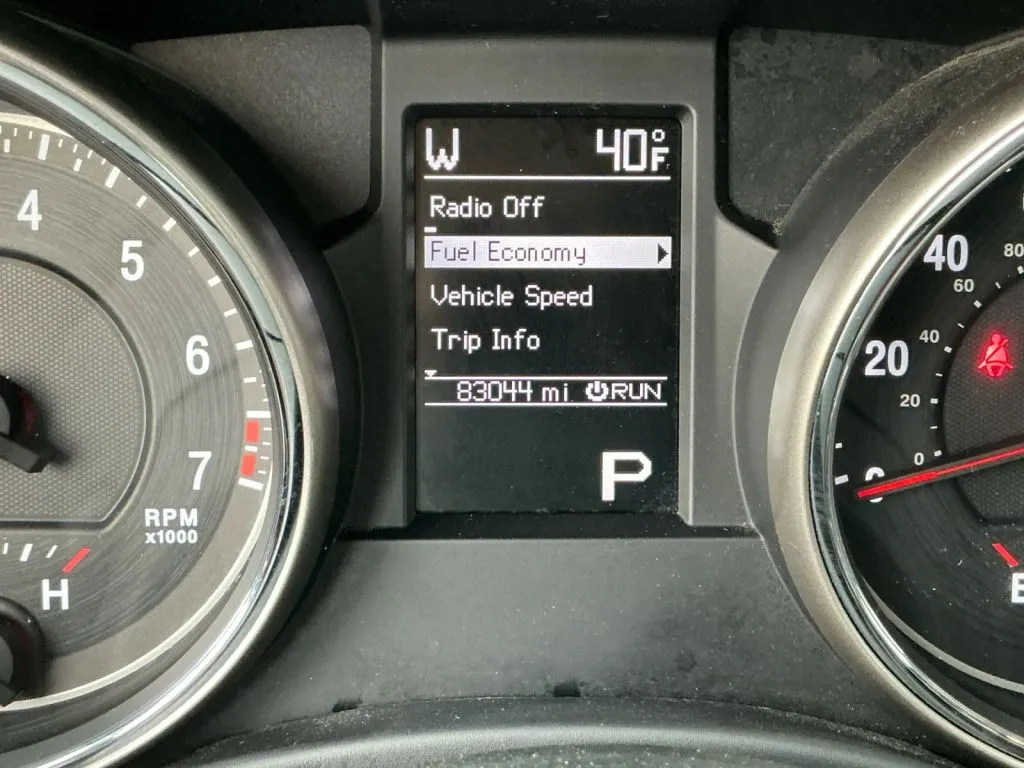 W 40°F
Radio Off
Fuel Economy
Vehicle Speed
Trip Info
83044 mi RUN
P
4
5
6
7
RPM
x1000
H
40
80
60
20
40
20
0
0